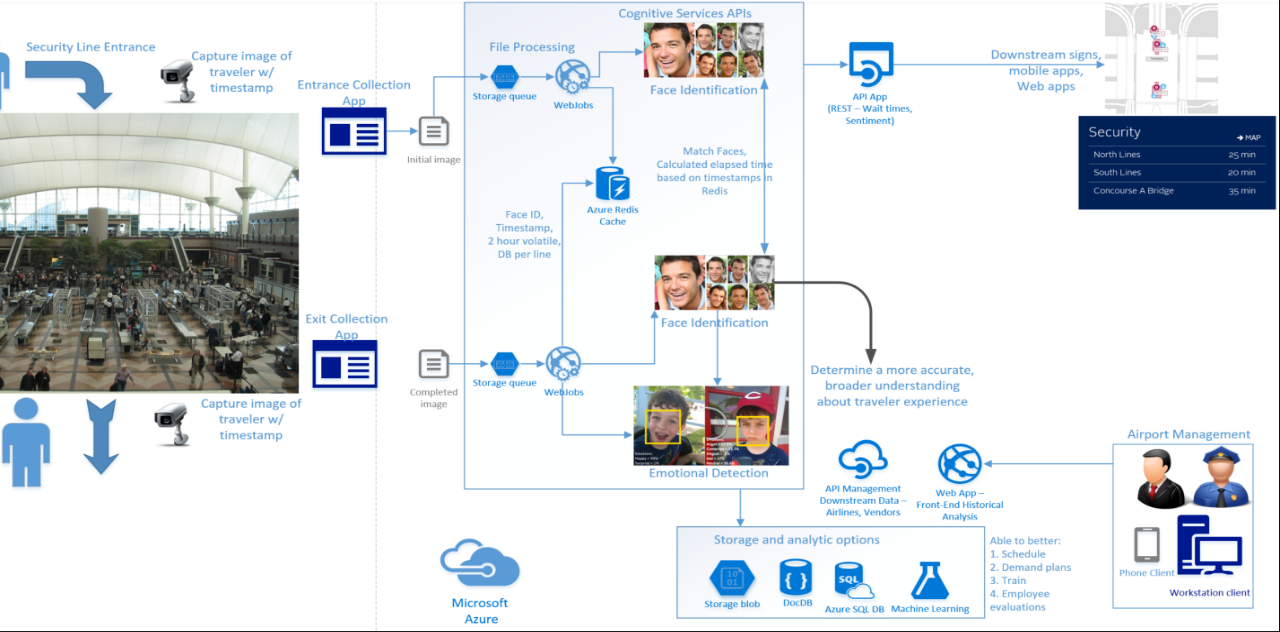 Security Line Entrance
Capture image of
traveler w/
timestamp
Entrance Collection
App
Initial image
Exit Collection
App
Completed
image
Capture image of
traveler w/
timestamp
Cognitive Services APIs
File Processing
Storage queue
WebJobs
Face Identification
Azure Redis
Cache
Match Faces,
Calculated elapsed time
based on timestamps in
Redis
Face ID,
Timestamp,
2 hour volatile,
DB per line
Face Identification
Storage queue
WebJobs
Emotional Detection
API App
(REST – Wait times,
Sentiment)
Downstream signs,
mobile apps,
Web apps
Security
MAP
North Lines 25 min
South Lines 20 min
Concourse A Bridge 35 min
Determine a more accurate,
broader understanding
about traveler experience
API Management
Downstream Data –
Airlines, Vendors
Web App –
Front-End Historical
Analysis
Airport Management
Phone Client
Workstation client
Storage and analytic options
10
01
Storage blob
DocDB
SQL
Azure SQL DB
Machine Learning
Able to better:
1. Schedule
2. Demand plans
3. Train
4. Employee
evaluations
Microsoft
Azure